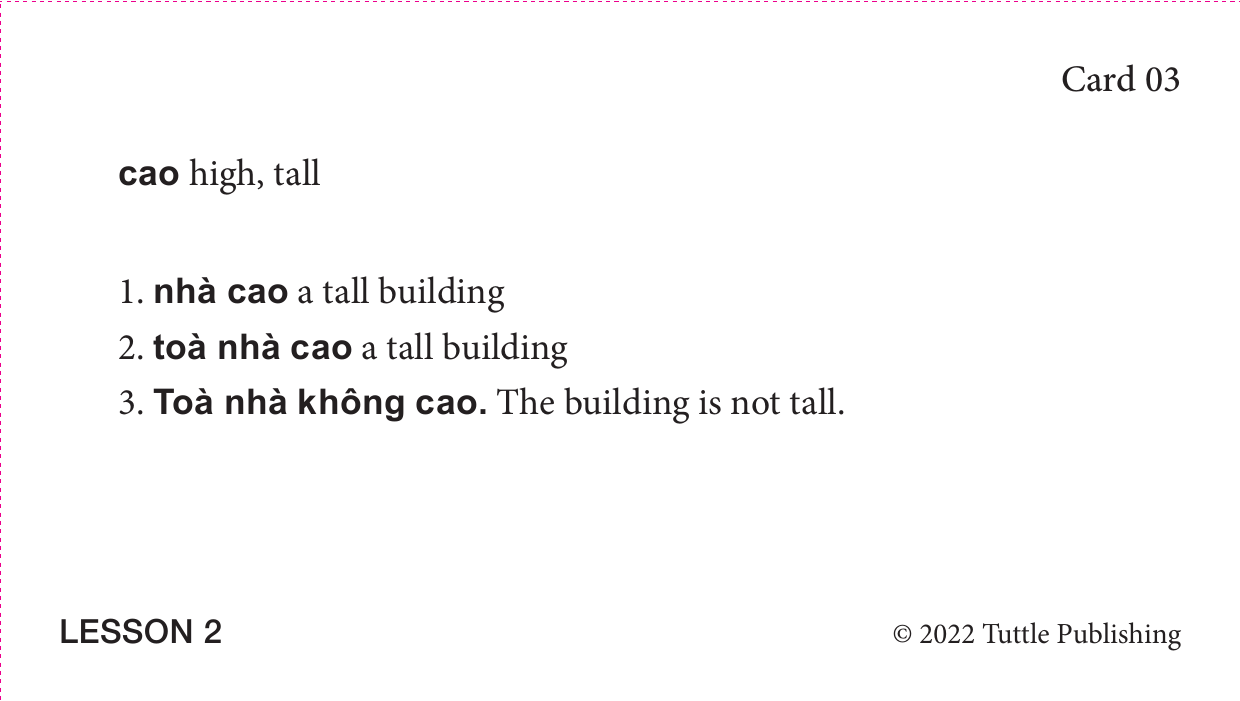 Card 03
cao high, tall
1. nhà cao a tall building
2. toà nhà cao a tall building
3. Toà nhà không cao. The building is not tall.
LESSON 2
© 2022 Tuttle Publishing